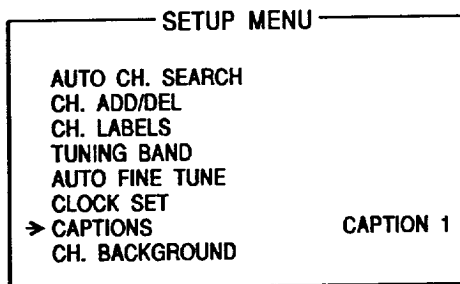 SETUP MENU
AUTO CH. SEARCH
CH. ADD/DEL
CH. LABELS
TUNING BAND
AUTO FINE TUNE
CLOCK SET
→ CAPTIONS CAPTION 1
CH. BACKGROUND